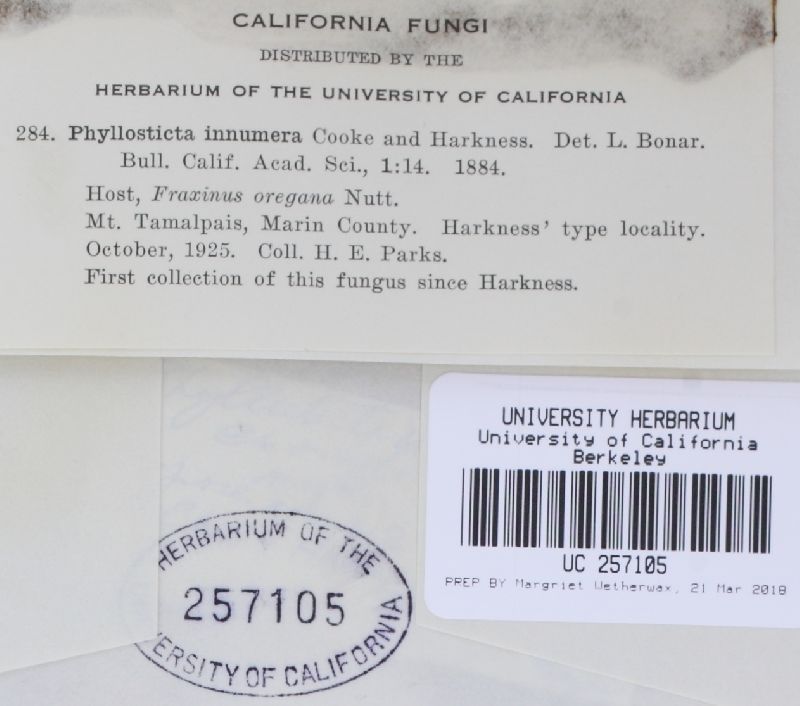 CALIFORNIA FUNGI
DISTRIBUTED BY THE
HERBARIUM OF THE UNIVERSITY OF CALIFORNIA
284. Phyllosticta innumera Cooke and Harkness. Det. L. Bonar.
Bull. Calif. Acad. Sci., 1:14. 1884.
Host, Fraxinus oregana Nutt.
Mt. Tamalpais, Marin County. Harkness' type locality.
October, 1925. Coll. H. E. Parks.
First collection of this fungus since Harkness.
UNIVERSITY HERBARIUM
University of California
Berkeley
UC 257105
PREP BY Margriet Wetherwax, 21 Mar 2018
HERBARIUM OF THE
257105
VERSITY OF CALIFORNIA